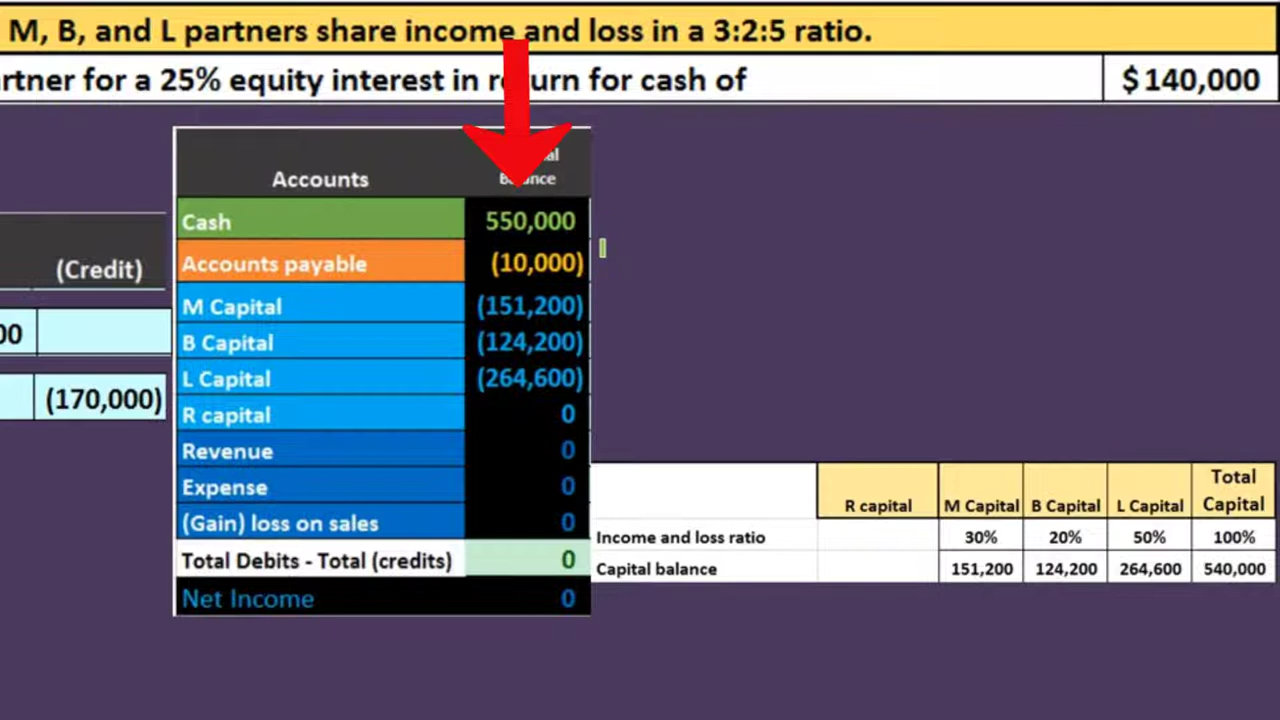 M, B, and L partners share income and loss in a 3:2:5 ratio.
for a 25% equity interest in return for cash of $140,000
Accounts
Cash 550,000
Accounts payable (10,000)
(Credit)
M Capital (151,200)
B Capital (124,200)
L Capital (264,600)
(170,000)
R capital 0
Revenue 0
Expense 0
(Gain) loss on sales 0
Total Debits - Total (credits) 0
Net Income 0
Total
R capital M Capital B Capital L Capital Capital
Income and loss ratio 30% 20% 50% 100%
Capital balance 151,200 124,200 264,600 540,000